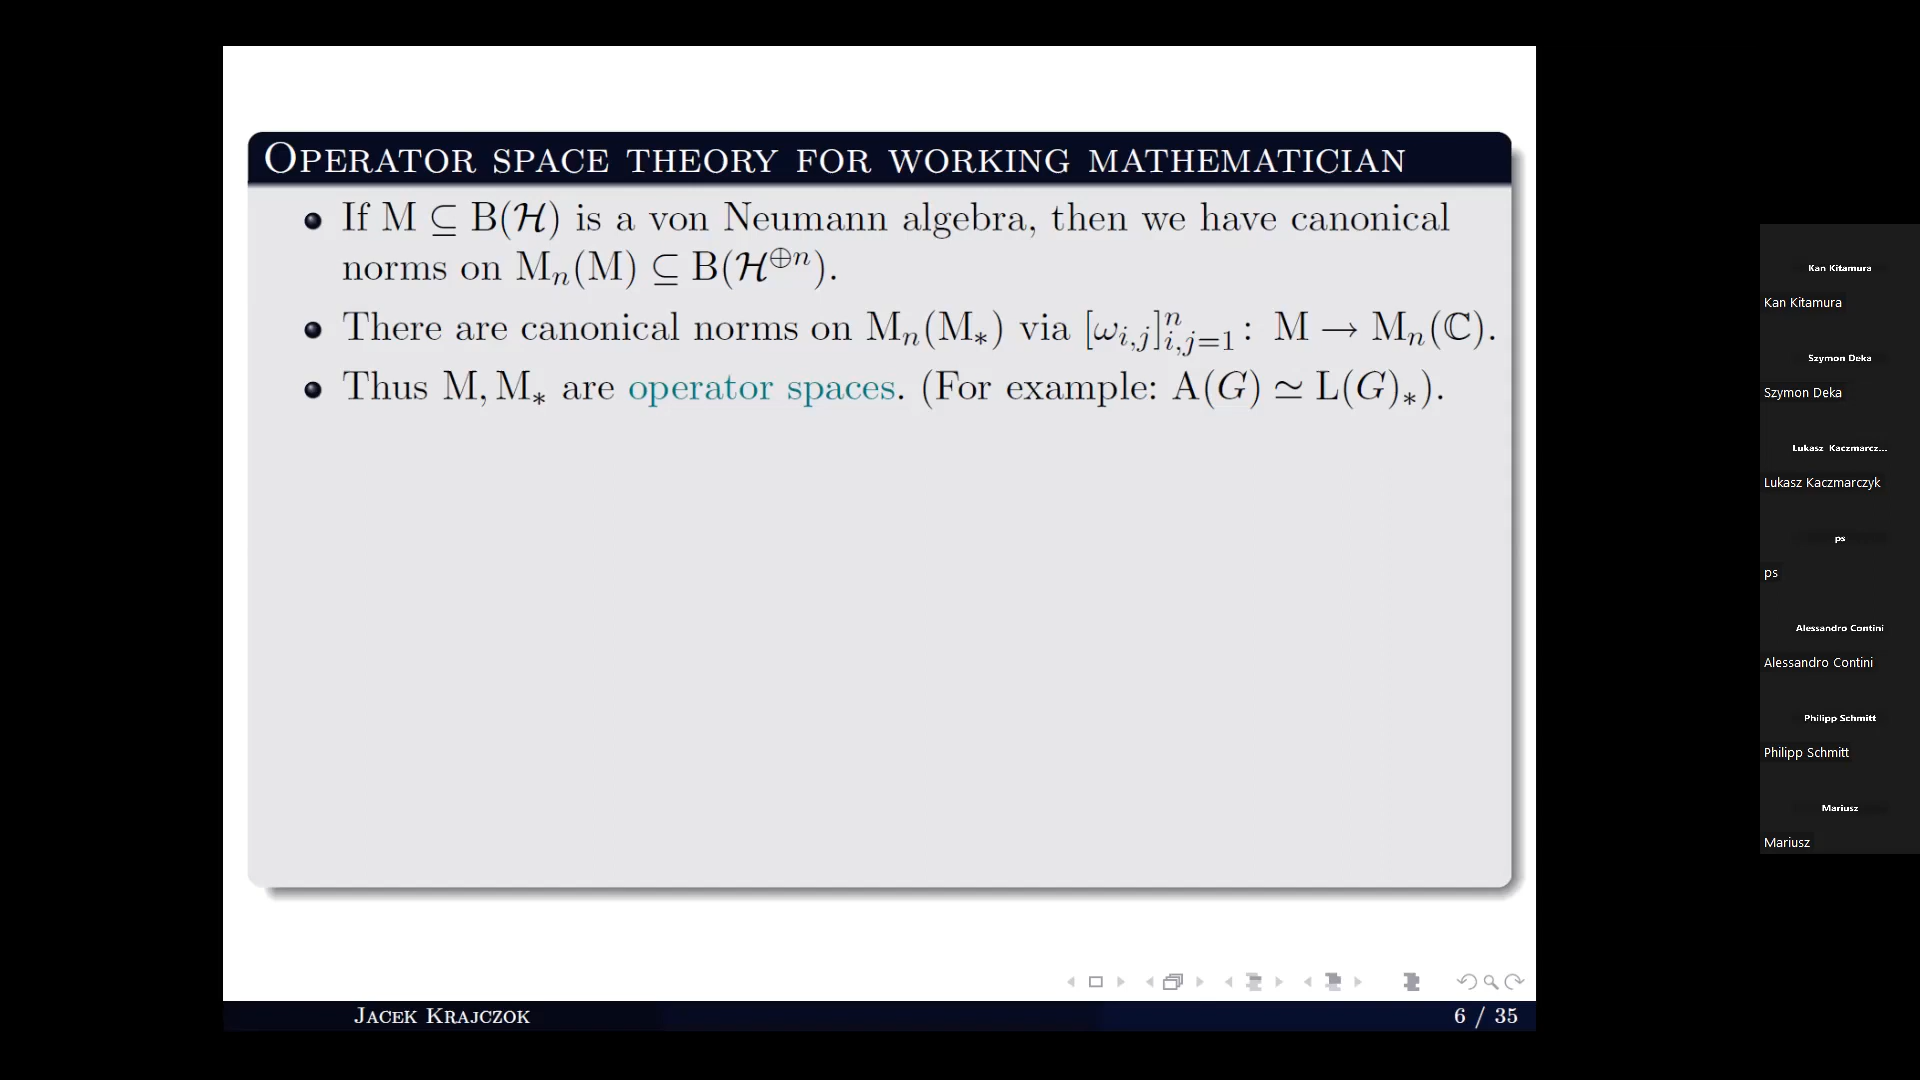 OPERATOR SPACE THEORY FOR WORKING MATHEMATICIAN
If M ⊆ B(ℋ) is a von Neumann algebra, then we have canonical
norms on Mₙ(M) ⊆ B(ℋ^{⊕n}).
There are canonical norms on Mₙ(M_*) via [ω_{i,j}]^n_{i,j=1} : M → Mₙ(ℂ).
Thus M, M_* are operator spaces. (For example: A(G) ≃ L(G)_*).
JACEK KRAJCZOK
6 / 35
Kan Kitamura
Kan Kitamura
Szymon Deka
Szymon Deka
Lukasz Kaczmarcz...
Lukasz Kaczmarczyk
ps
ps
Alessandro Contini
Alessandro Contini
Philipp Schmitt
Philipp Schmitt
Mariusz
Mariusz